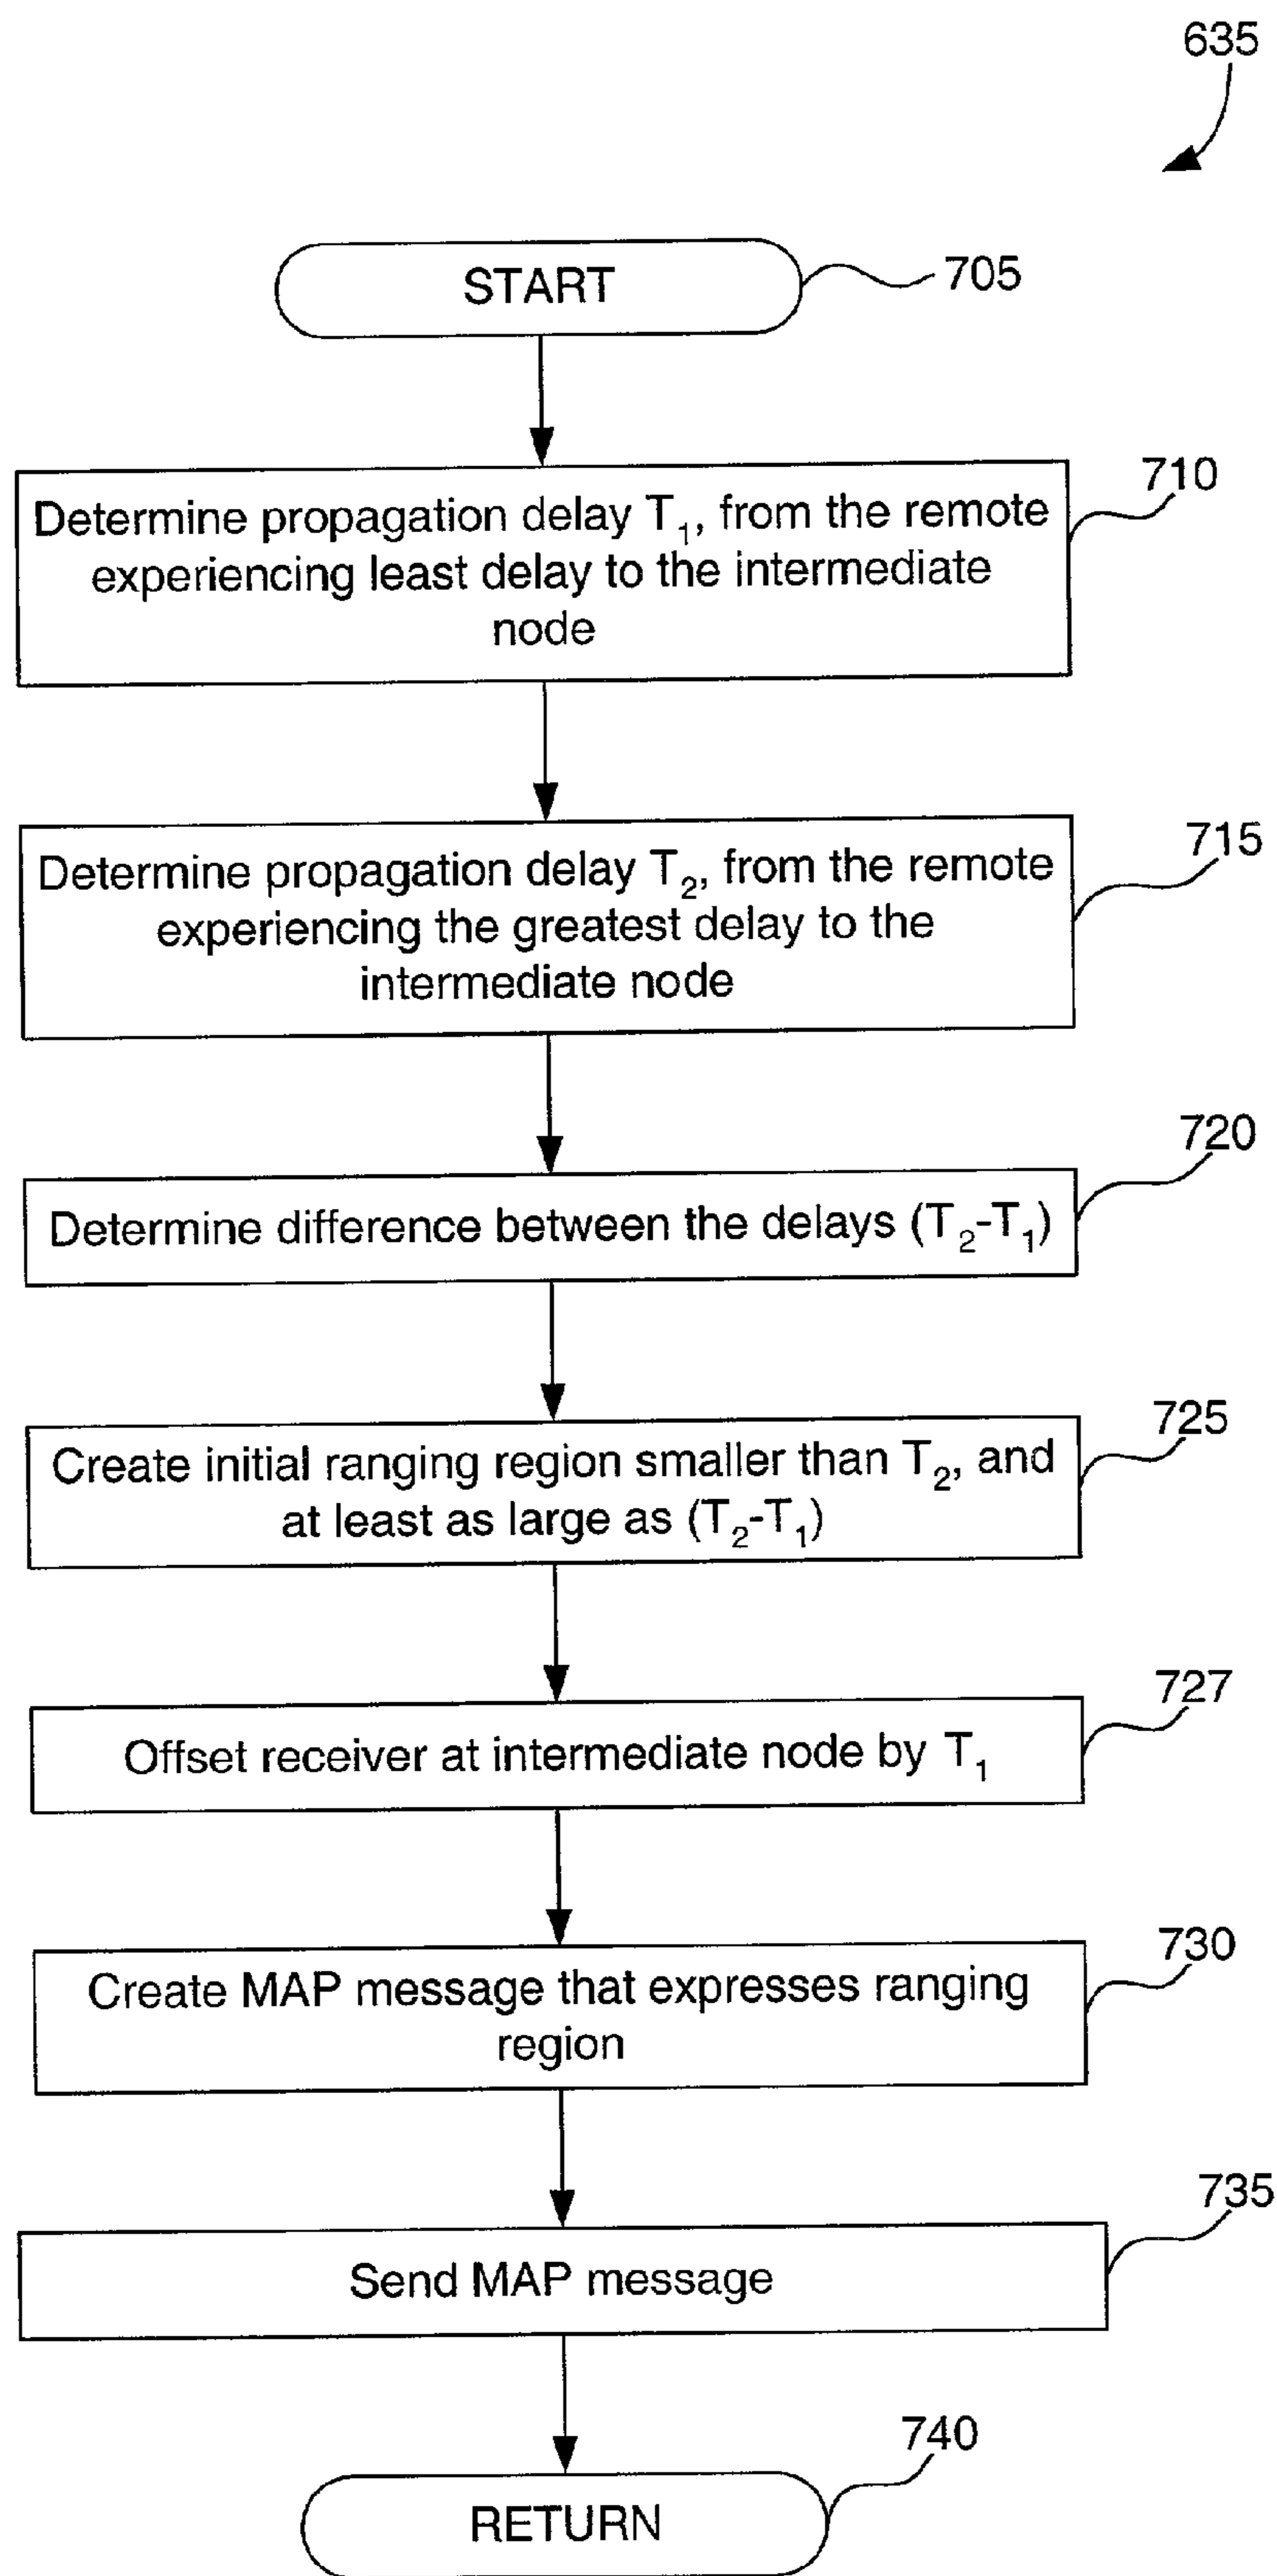 635
START
705
710
Determine propagation delay T₁, from the remote
experiencing least delay to the intermediate
node
715
Determine propagation delay T₂, from the remote
experiencing the greatest delay to the
intermediate node
720
Determine difference between the delays (T₂-T₁)
725
Create initial ranging region smaller than T₂, and
at least as large as (T₂-T₁)
727
Offset receiver at intermediate node by T₁
730
Create MAP message that expresses ranging
region
735
Send MAP message
740
RETURN